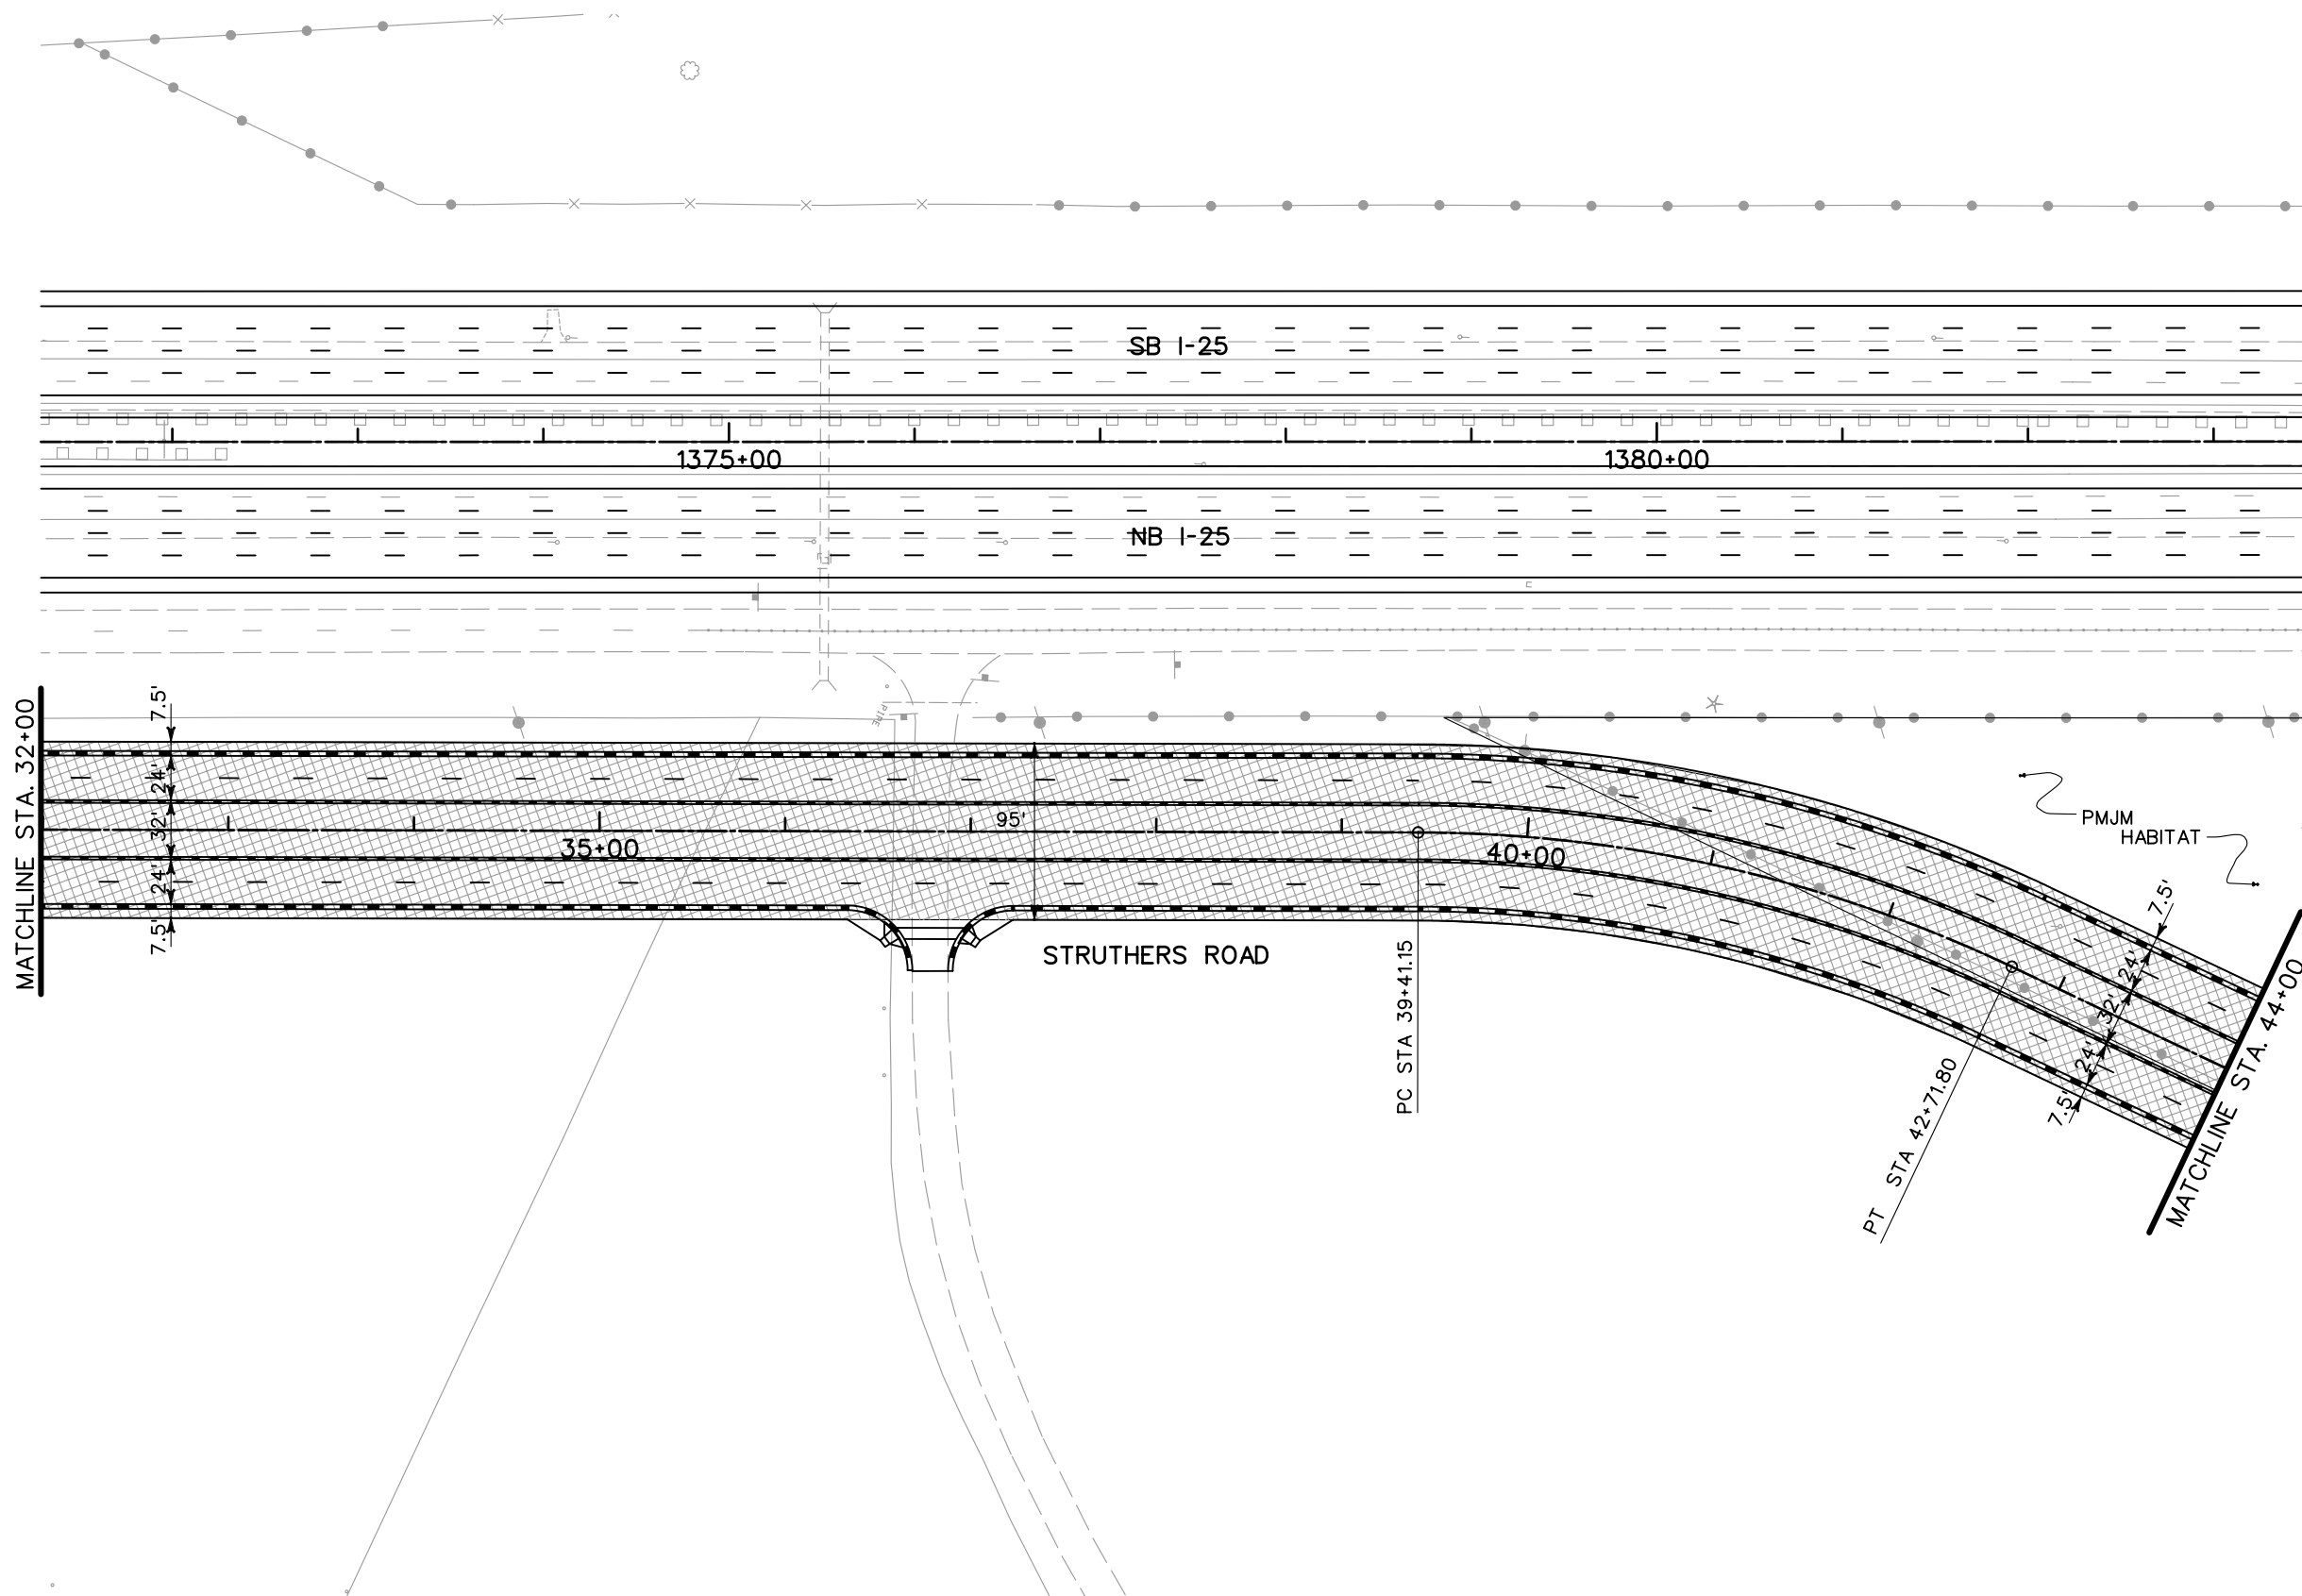 SB I-25
1375+00
1380+00
NB I-25
MATCHLINE STA. 32+00
7.5'
24'
32'
24'
7.5'
PIPE
35+00
95'
40+00
STRUTHERS ROAD
PC STA 39+41.15
PT STA 42+71.80
PMJM
HABITAT
7.5'
24'
32'
24'
7.5'
MATCHLINE STA. 44+00